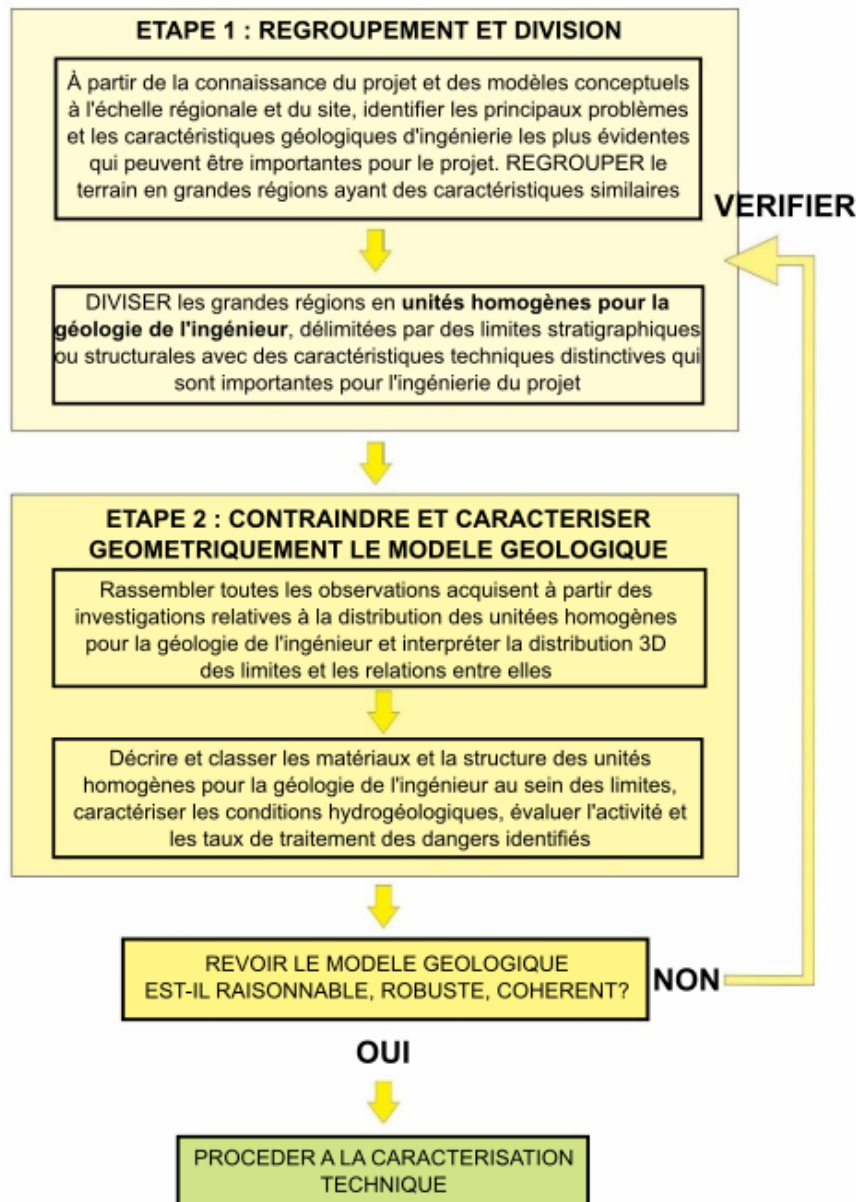 ETAPE 1 : REGROUPEMENT ET DIVISION
À partir de la connaissance du projet et des modèles conceptuels
à l'échelle régionale et du site, identifier les principaux problèmes
et les caractéristiques géologiques d'ingénierie les plus évidentes
qui peuvent être importantes pour le projet. REGROUPER le
terrain en grandes régions ayant des caractéristiques similaires
VERIFIER
DIVISER les grandes régions en unités homogènes pour la
géologie de l'ingénieur, délimitées par des limites stratigraphiques
ou structurales avec des caractéristiques techniques distinctives qui
sont importantes pour l'ingénierie du projet
ETAPE 2 : CONTRAINDRE ET CARACTERISER
GEOMETRIQUEMENT LE MODELE GEOLOGIQUE
Rassembler toutes les observations acquisent à partir des
investigations relatives à la distribution des unitées homogènes
pour la géologie de l'ingénieur et interpréter la distribution 3D
des limites et les relations entre elles
Décrire et classer les matériaux et la structure des unités
homogènes pour la géologie de l'ingénieur au sein des limites,
caractériser les conditions hydrogéologiques, évaluer l'activité et
les taux de traitement des dangers identifiés
REVOIR LE MODELE GEOLOGIQUE
EST-IL RAISONNABLE, ROBUSTE, COHERENT?
NON
OUI
PROCEDER A LA CARACTERISATION
TECHNIQUE